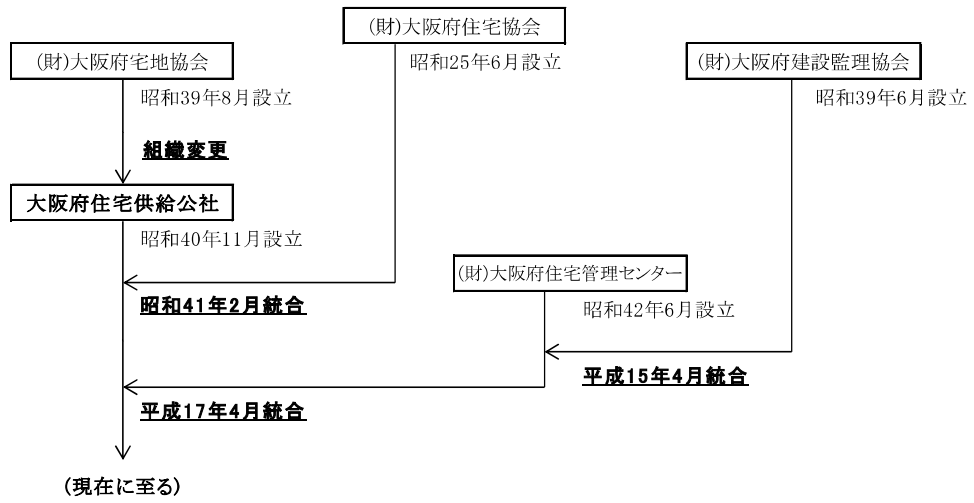 (財)大阪府住宅協会
昭和25年6月設立
(財)大阪府宅地協会
昭和39年8月設立
(財)大阪府建設監理協会
昭和39年6月設立
組織変更
大阪府住宅供給公社
昭和40年11月設立
昭和41年2月統合
(財)大阪府住宅管理センター
昭和42年6月設立
平成15年4月統合
平成17年4月統合
(現在に至る)